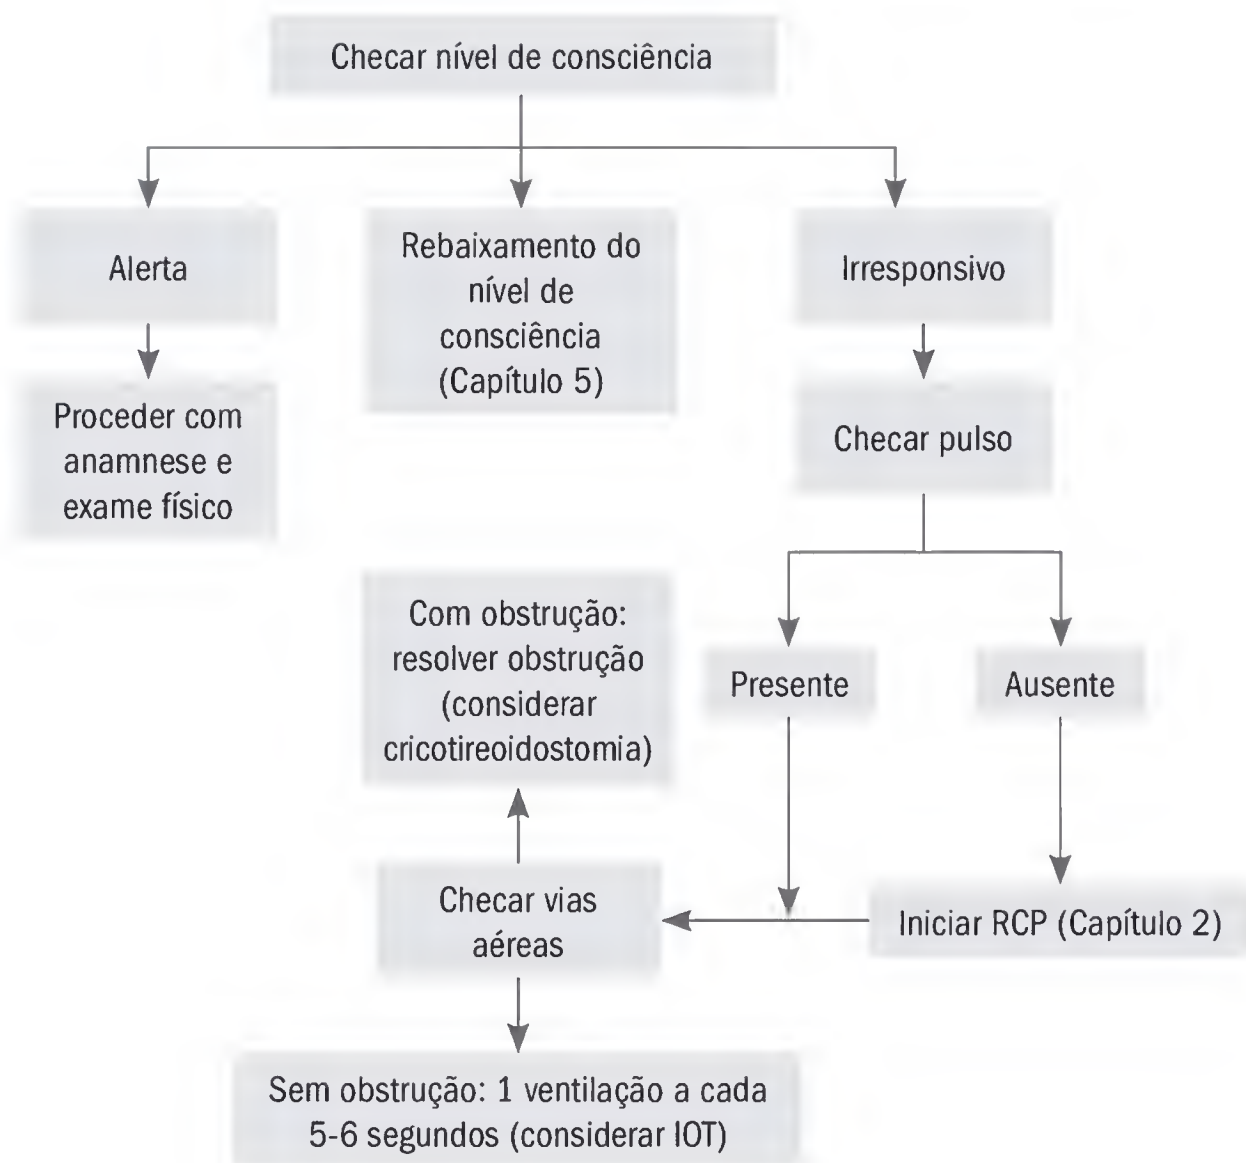 Checar nível de consciência
Alerta
Rebaixamento do
nível de
consciência
(Capítulo 5)
Irresponsivo
Proceder com
anamnese e
exame físico
Checar pulso
Com obstrução:
resolver obstrução
(considerar
cricotireoidostomia)
Presente
Ausente
Checar vias
aéreas
Iniciar RCP (Capítulo 2)
Sem obstrução: 1 ventilação a cada
5-6 segundos (considerar IOT)